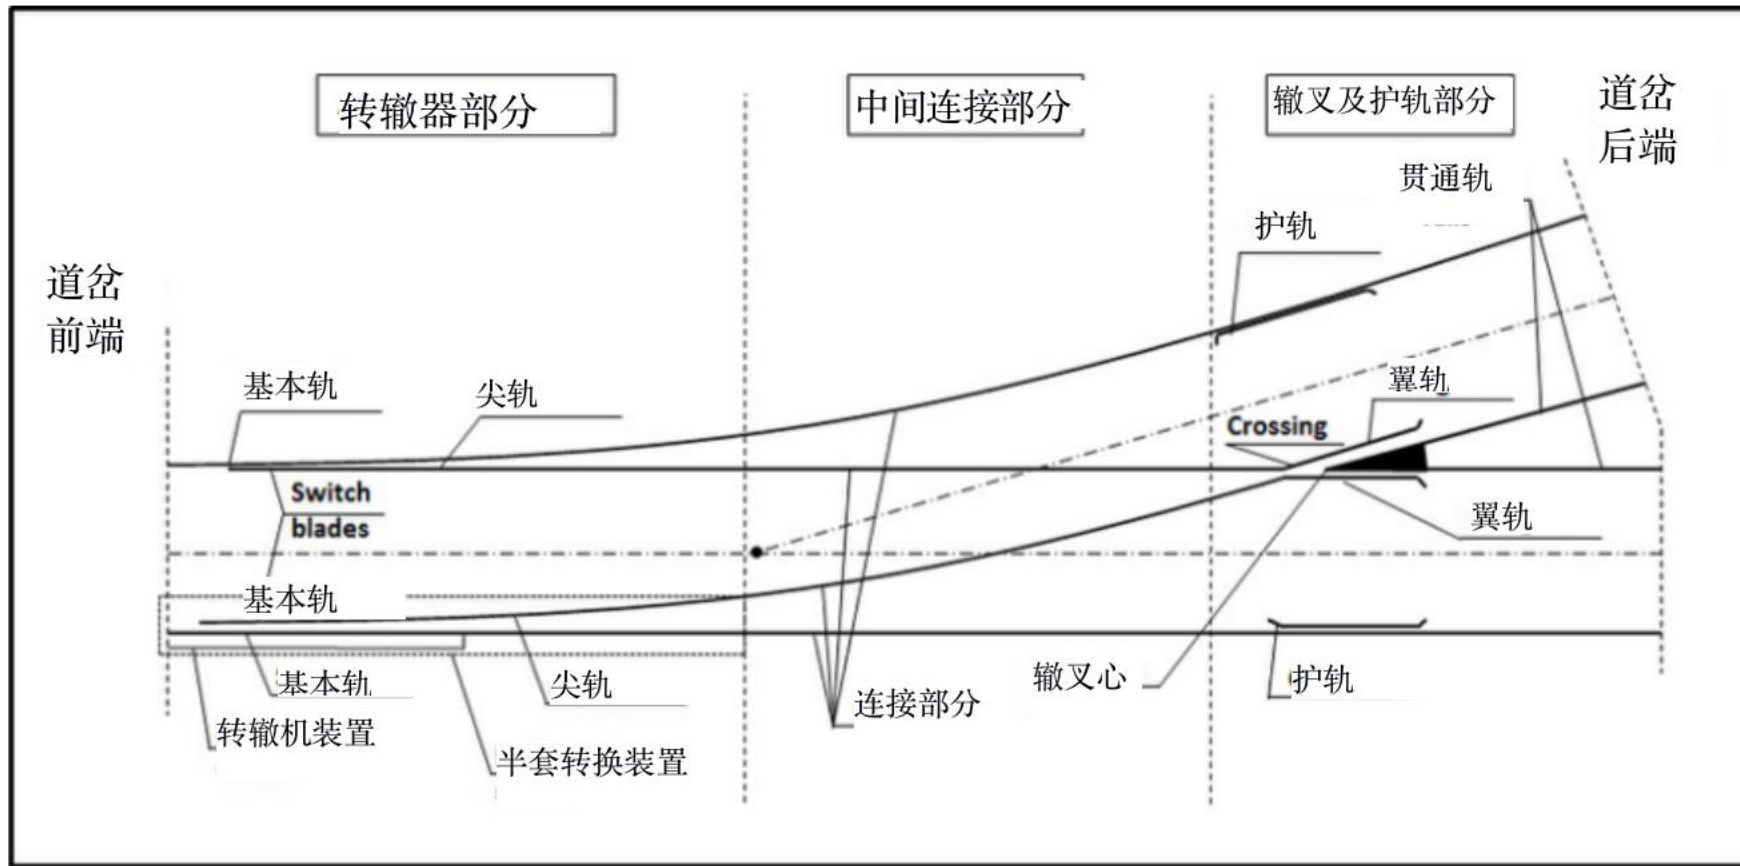 转辙器部分
中间连接部分
辙叉及护轨部分
道岔
后端
贯通轨
护轨
道岔
前端
基本轨
尖轨
翼轨
Crossing
Switch
blades
翼轨
基本轨
基本轨
尖轨
辙叉心
护轨
连接部分
转辙机装置
半套转换装置